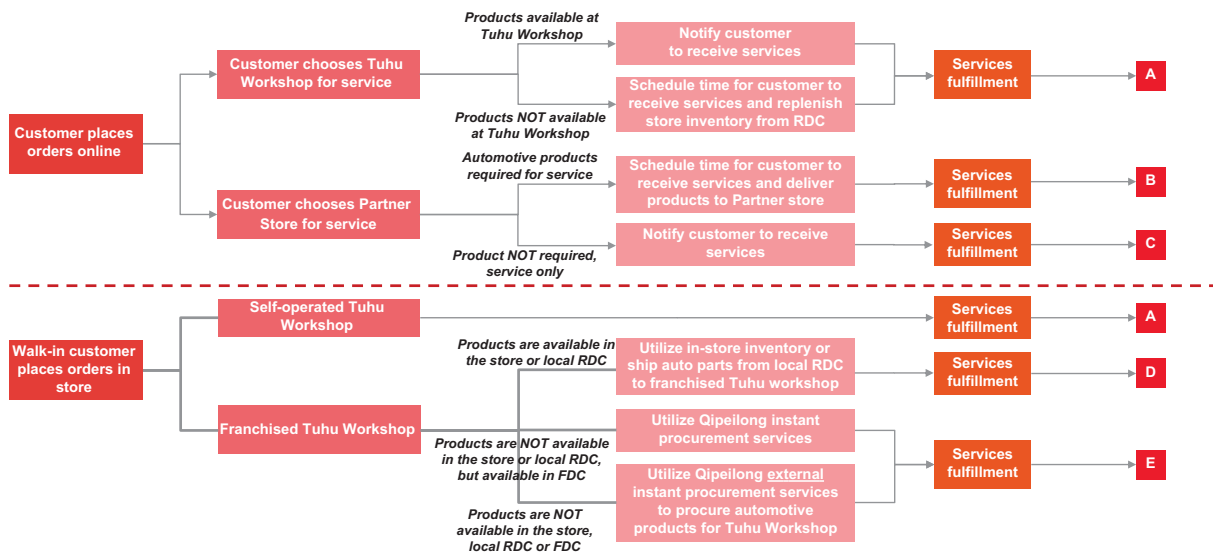 Products available at
Tuhu Workshop
Notify customer
to receive services
Customer chooses Tuhu
Workshop for service
Services
fulfillment
A
Schedule time for customer to
receive services and replenish
store inventory from RDC
Products NOT available
at Tuhu Workshop
Customer places
orders online
Automotive products
required for service
Schedule time for customer to
receive services and deliver
products to Partner store
Services
fulfillment
B
Customer chooses Partner
Store for service
Notify customer to receive
services
Services
fulfillment
C
Product NOT required,
service only
Self-operated Tuhu
Workshop
Services
fulfillment
A
Walk-in customer
places orders in
store
Products are available in
the store or local RDC
Utilize in-store inventory or
ship auto parts from local RDC
to franchised Tuhu workshop
Services
fulfillment
D
Franchised Tuhu Workshop
Products are NOT available
in the store or local RDC,
but available in FDC
Utilize Qipeilong instant
procurement services
Services
fulfillment
E
Utilize Qipeilong external
instant procurement services
to procure automotive
products for Tuhu Workshop
Products are NOT
available in the store,
local RDC or FDC